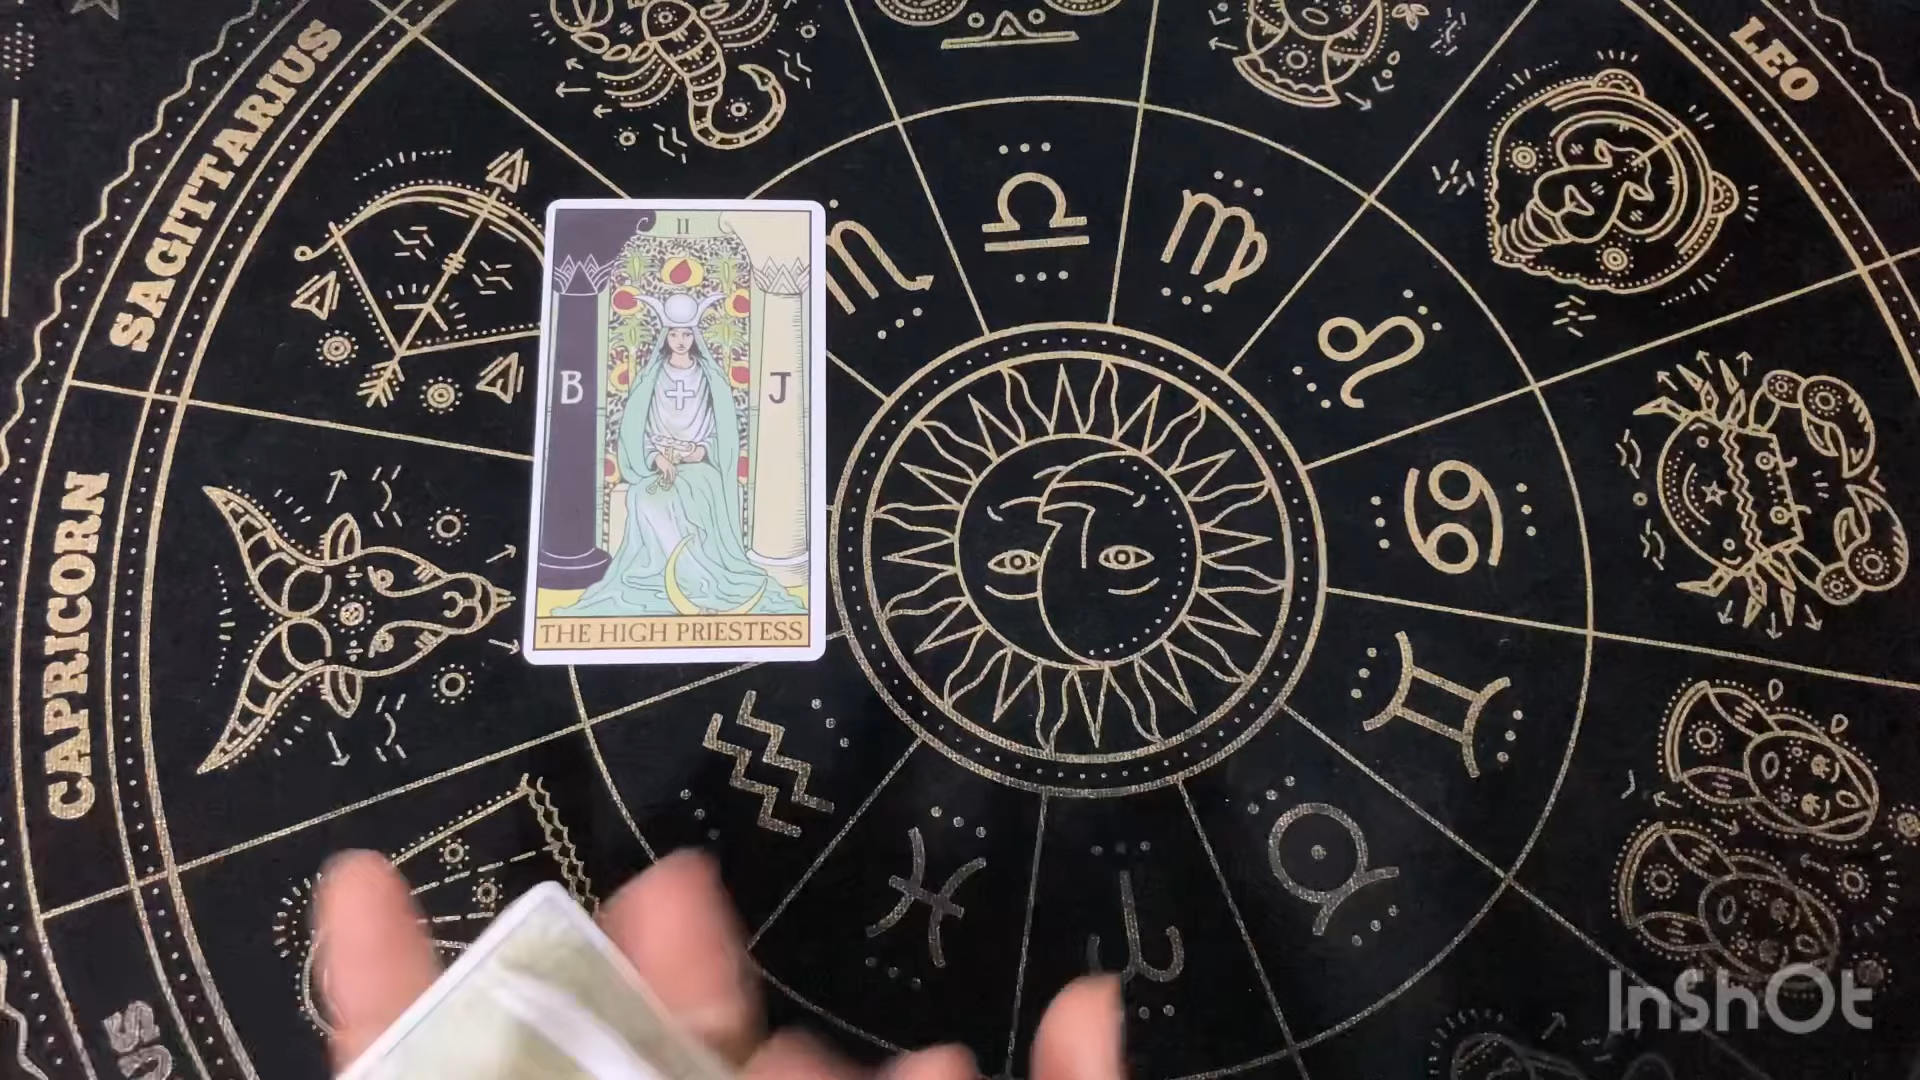 SAGITTARIUS
LEO
II
B
J
THE HIGH PRIESTESS
CAPRICORN
InShOt